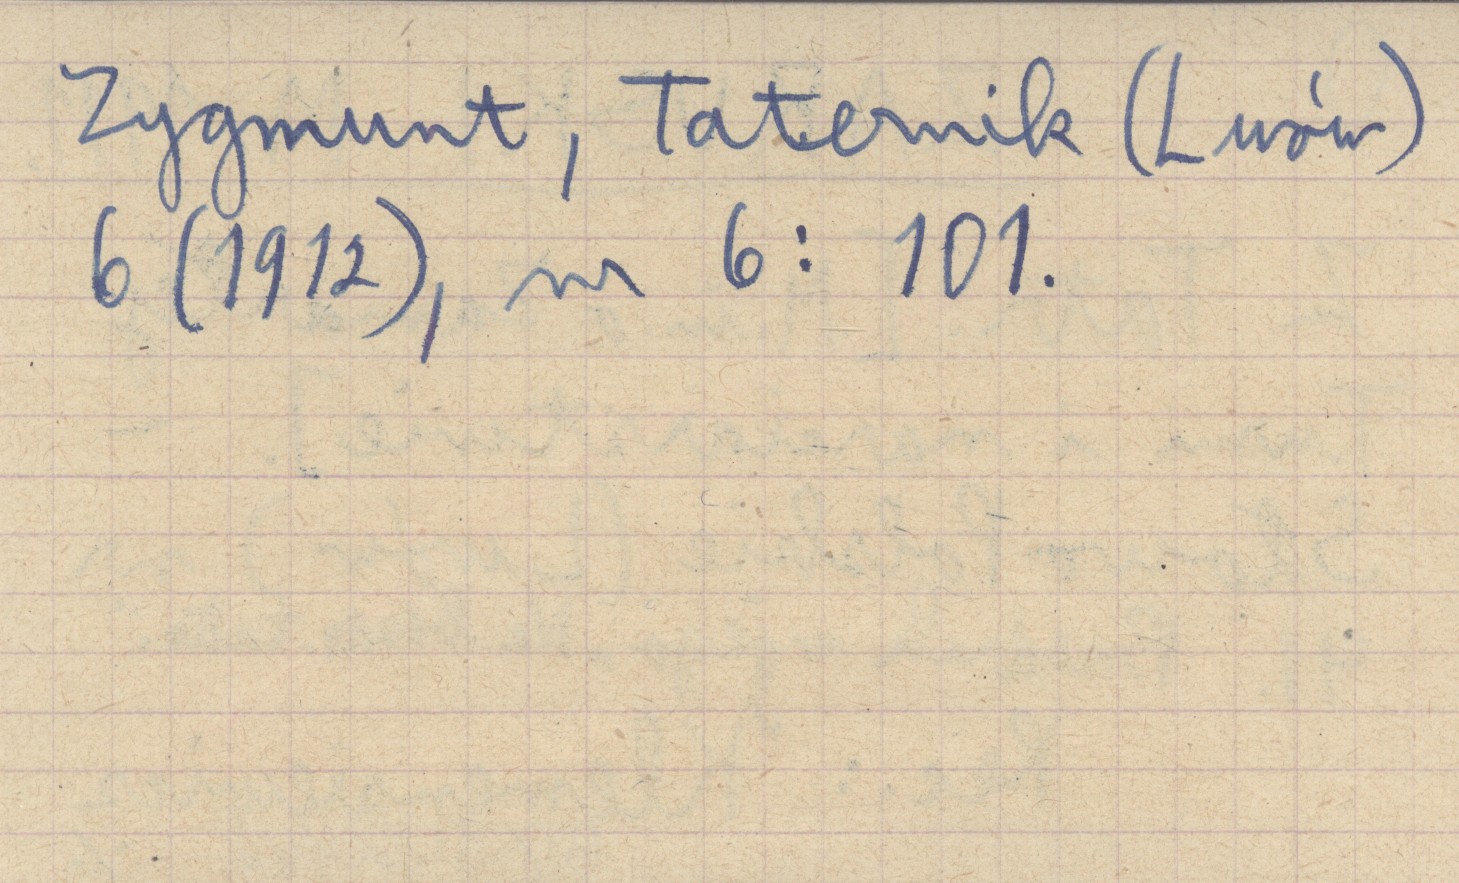 Zygmunt, Taternik (Lwów)
6 (1912), nr 6: 101.